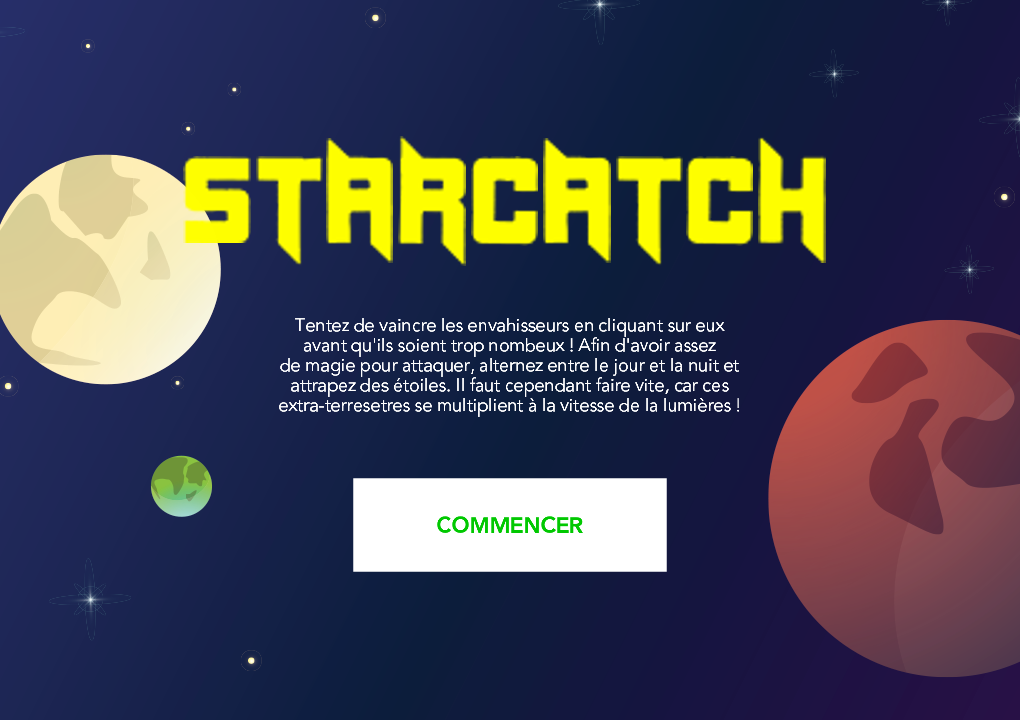 STARCATCH
Tentez de vaincre les envahisseurs en cliquant sur eux
avant qu'ils soient trop nombeux ! Afin d'avoir assez
de magie pour attaquer, alternez entre le jour et la nuit et
attrapez des étoiles. Il faut cependant faire vite, car ces
extra-terresetres se multiplient à la vitesse de la lumières !
COMMENCER